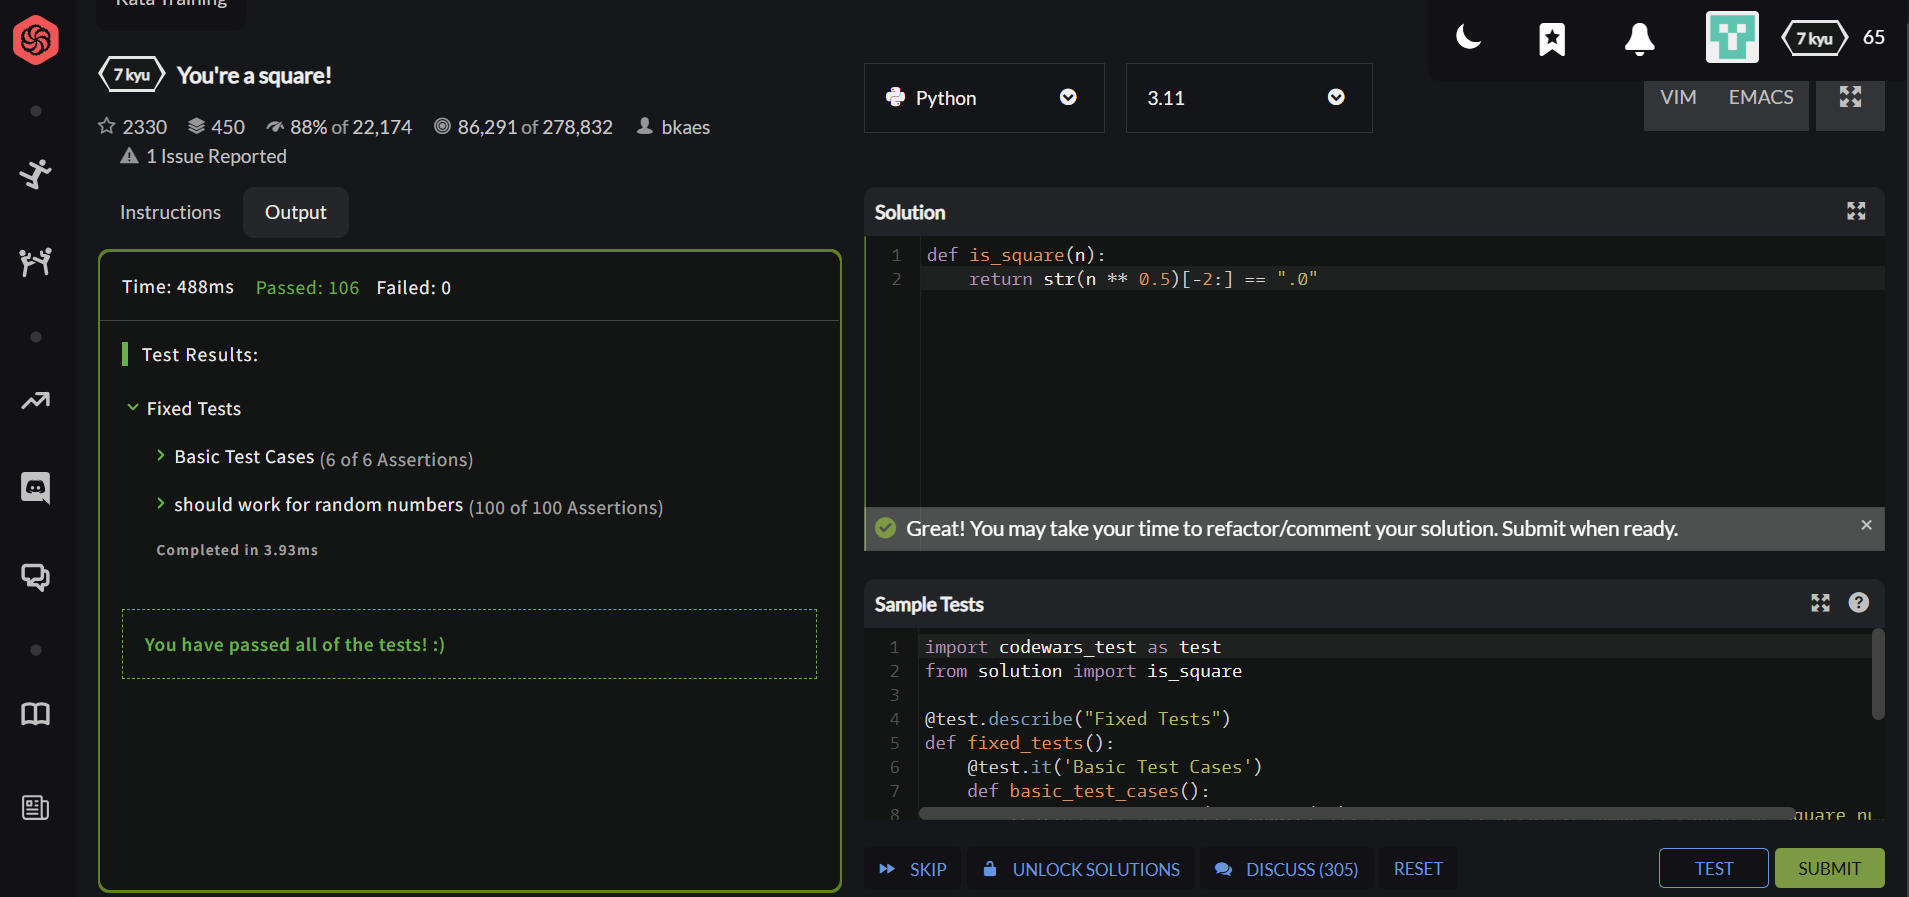 Kata Training
7 kyu You're a square!
2330 450 88% of 22,174 86,291 of 278,832 bkaes
1 Issue Reported
Instructions Output
Time: 488ms Passed: 106 Failed: 0
Test Results:
Fixed Tests
Basic Test Cases (6 of 6 Assertions)
should work for random numbers (100 of 100 Assertions)
Completed in 3.93ms
You have passed all of the tests! :)
7 kyu 65
Python 3.11 VIM EMACS
Solution
1 def is_square(n):
2 return str(n ** 0.5)[-2:] == ".0"
Great! You may take your time to refactor/comment your solution. Submit when ready.
Sample Tests
1 import codewars_test as test
2 from solution import is_square
3
4 @test.describe("Fixed Tests")
5 def fixed_tests():
6 @test.it('Basic Test Cases')
7 def basic_test_cases():
8
SKIP UNLOCK SOLUTIONS DISCUSS (305) RESET TEST SUBMIT